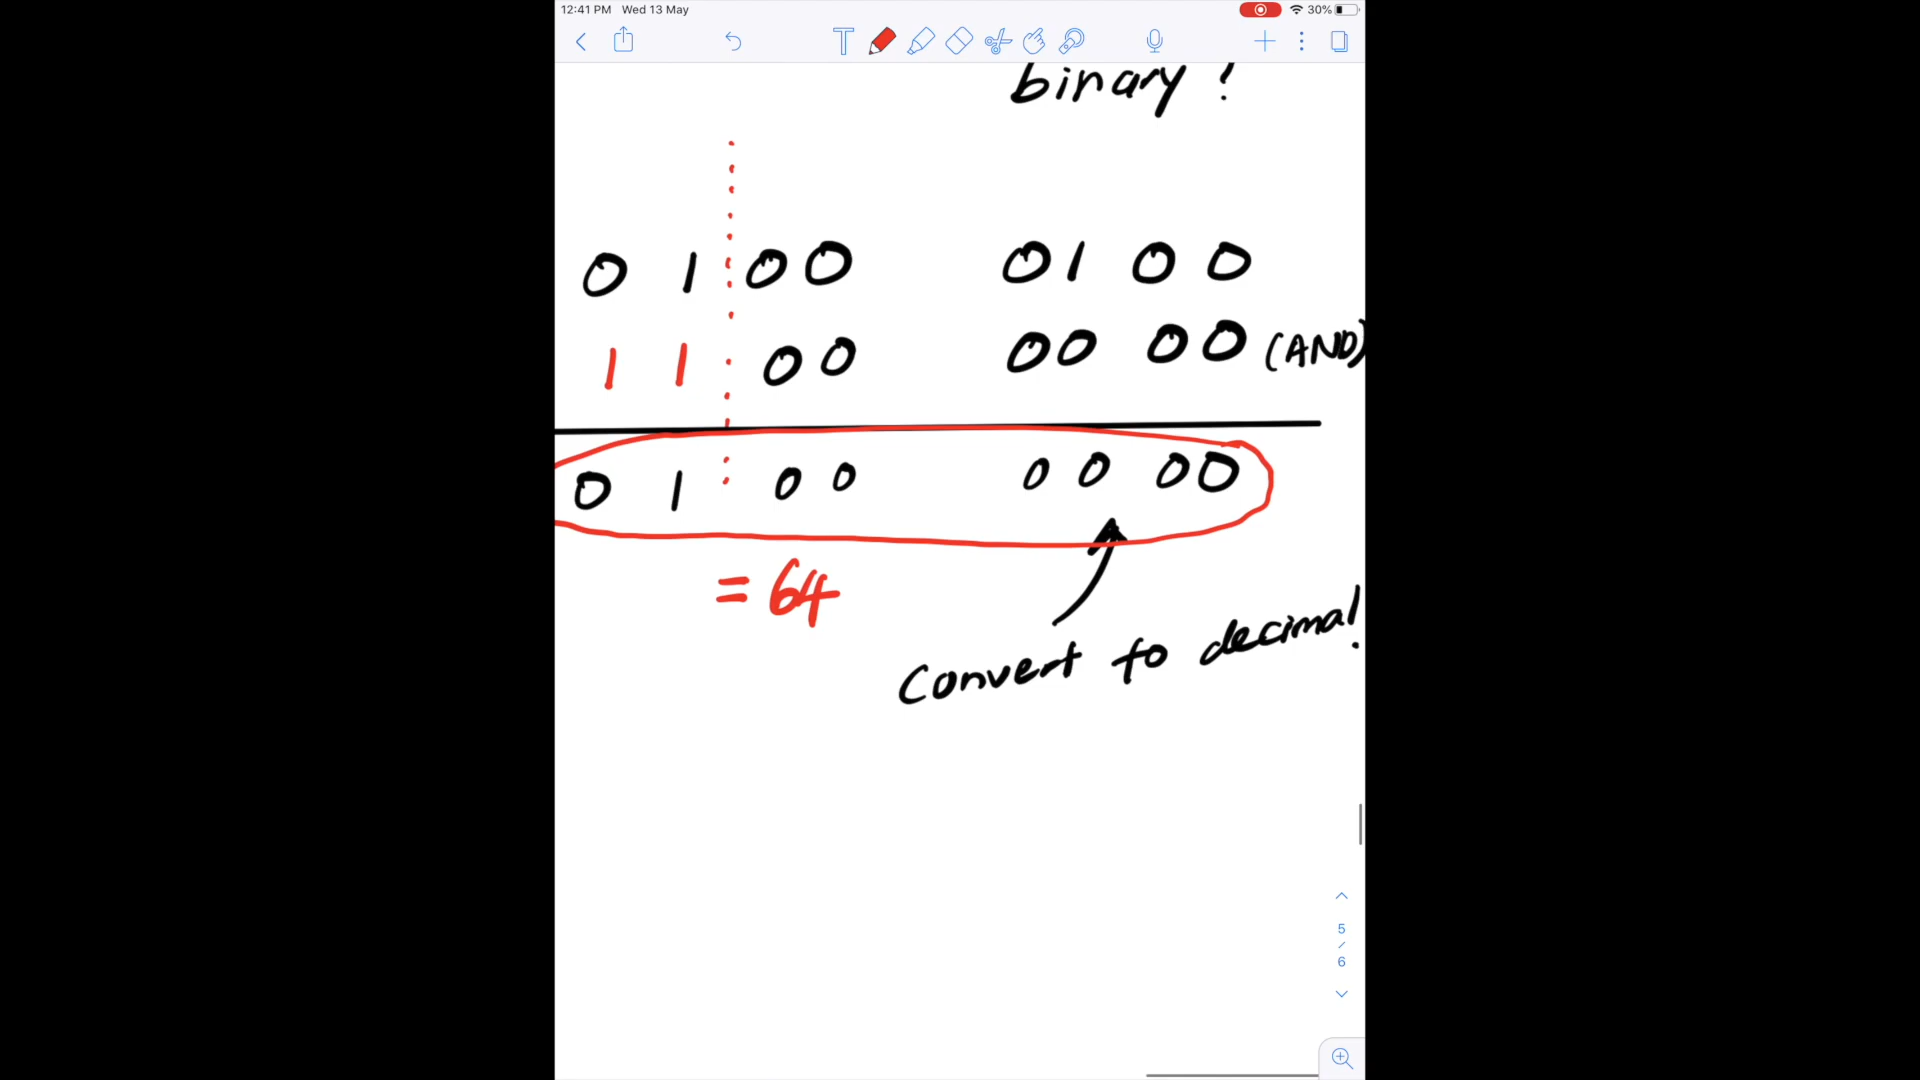 12:41 PM Wed 13 May 30%
T
binary ?
0 1 0 0 0 1 0 0
1 1 0 0 0 0 0 0 (AND)
0 1 0 0 0 0 0 0
= 64
Convert to decimal!
5
/
6